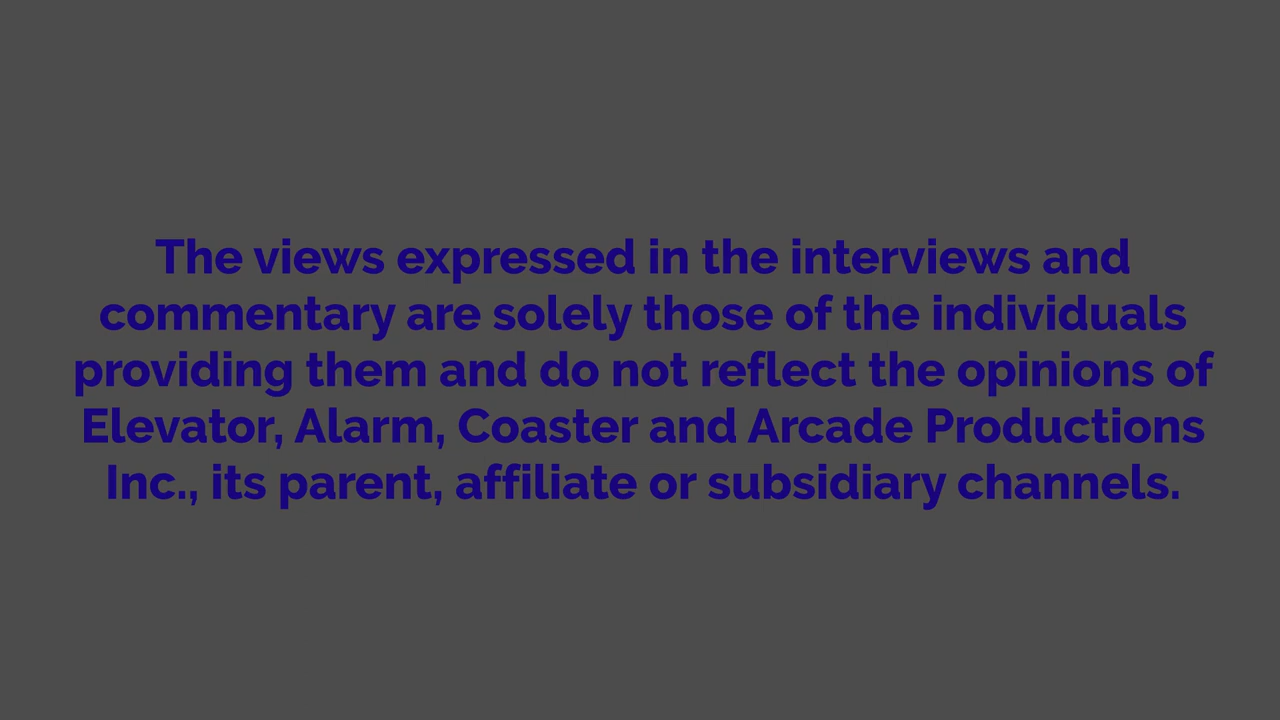 The views expressed in the interviews and
commentary are solely those of the individuals
providing them and do not reflect the opinions of
Elevator, Alarm, Coaster and Arcade Productions
Inc., its parent, affiliate or subsidiary channels.